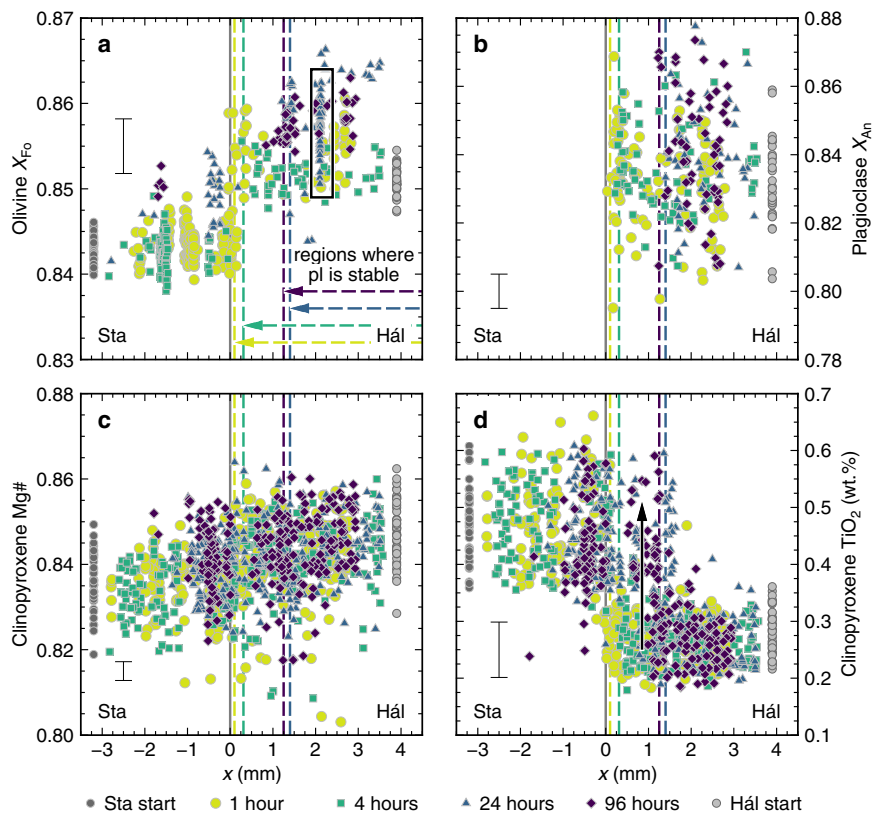 0.87
0.86
0.85
0.84
0.83
Olivine XFo
a
regions where
pl is stable
Sta
Hál
b
0.88
0.86
0.84
0.82
0.80
0.78
Plagioclase XAn
Sta
Hál
0.88
0.86
0.84
0.82
0.80
Clinopyroxene Mg#
c
Sta
Hál
−3 −2 −1 0 1 2 3 4
x (mm)
d
0.7
0.6
0.5
0.4
0.3
0.2
0.1
Clinopyroxene TiO2 (wt.%)
Sta
Hál
−3 −2 −1 0 1 2 3 4
x (mm)
Sta start 1 hour 4 hours 24 hours 96 hours Hál start